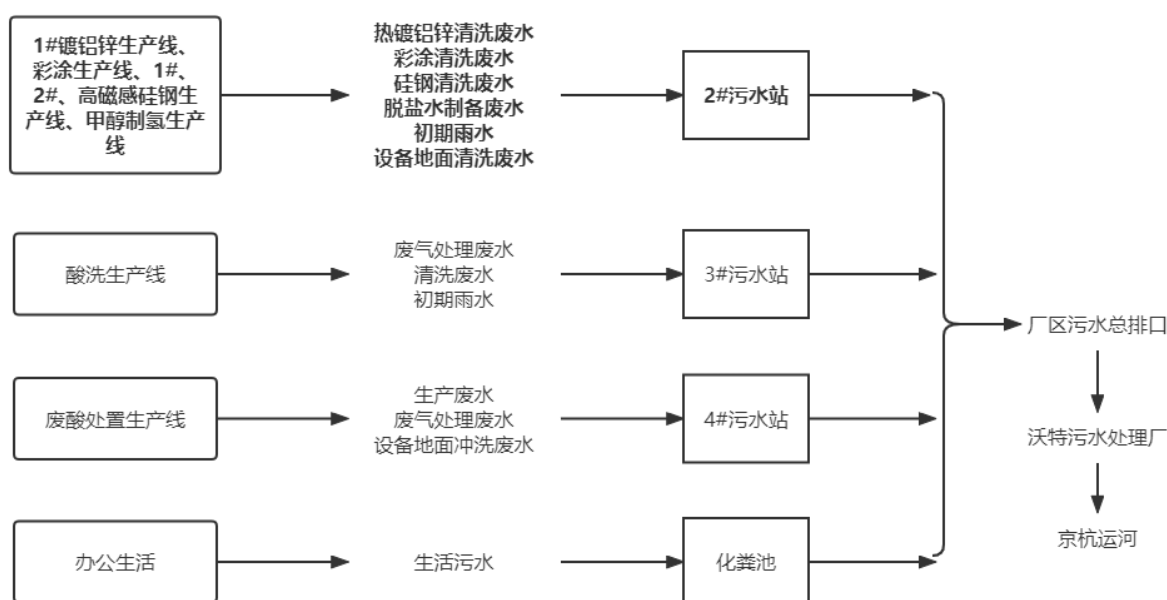 1#镀铝锌生产线、
彩涂生产线、1#、
2#、高磁感硅钢生
产线、甲醇制氢生产
线
热镀铝锌清洗废水
彩涂清洗废水
硅钢清洗废水
脱盐水制备废水
初期雨水
设备地面清洗废水
2#污水站
酸洗生产线
废气处理废水
清洗废水
初期雨水
3#污水站
废酸处置生产线
生产废水
废气处理废水
设备地面冲洗废水
4#污水站
办公生活
生活污水
化粪池
厂区污水总排口
沃特污水处理厂
京杭运河